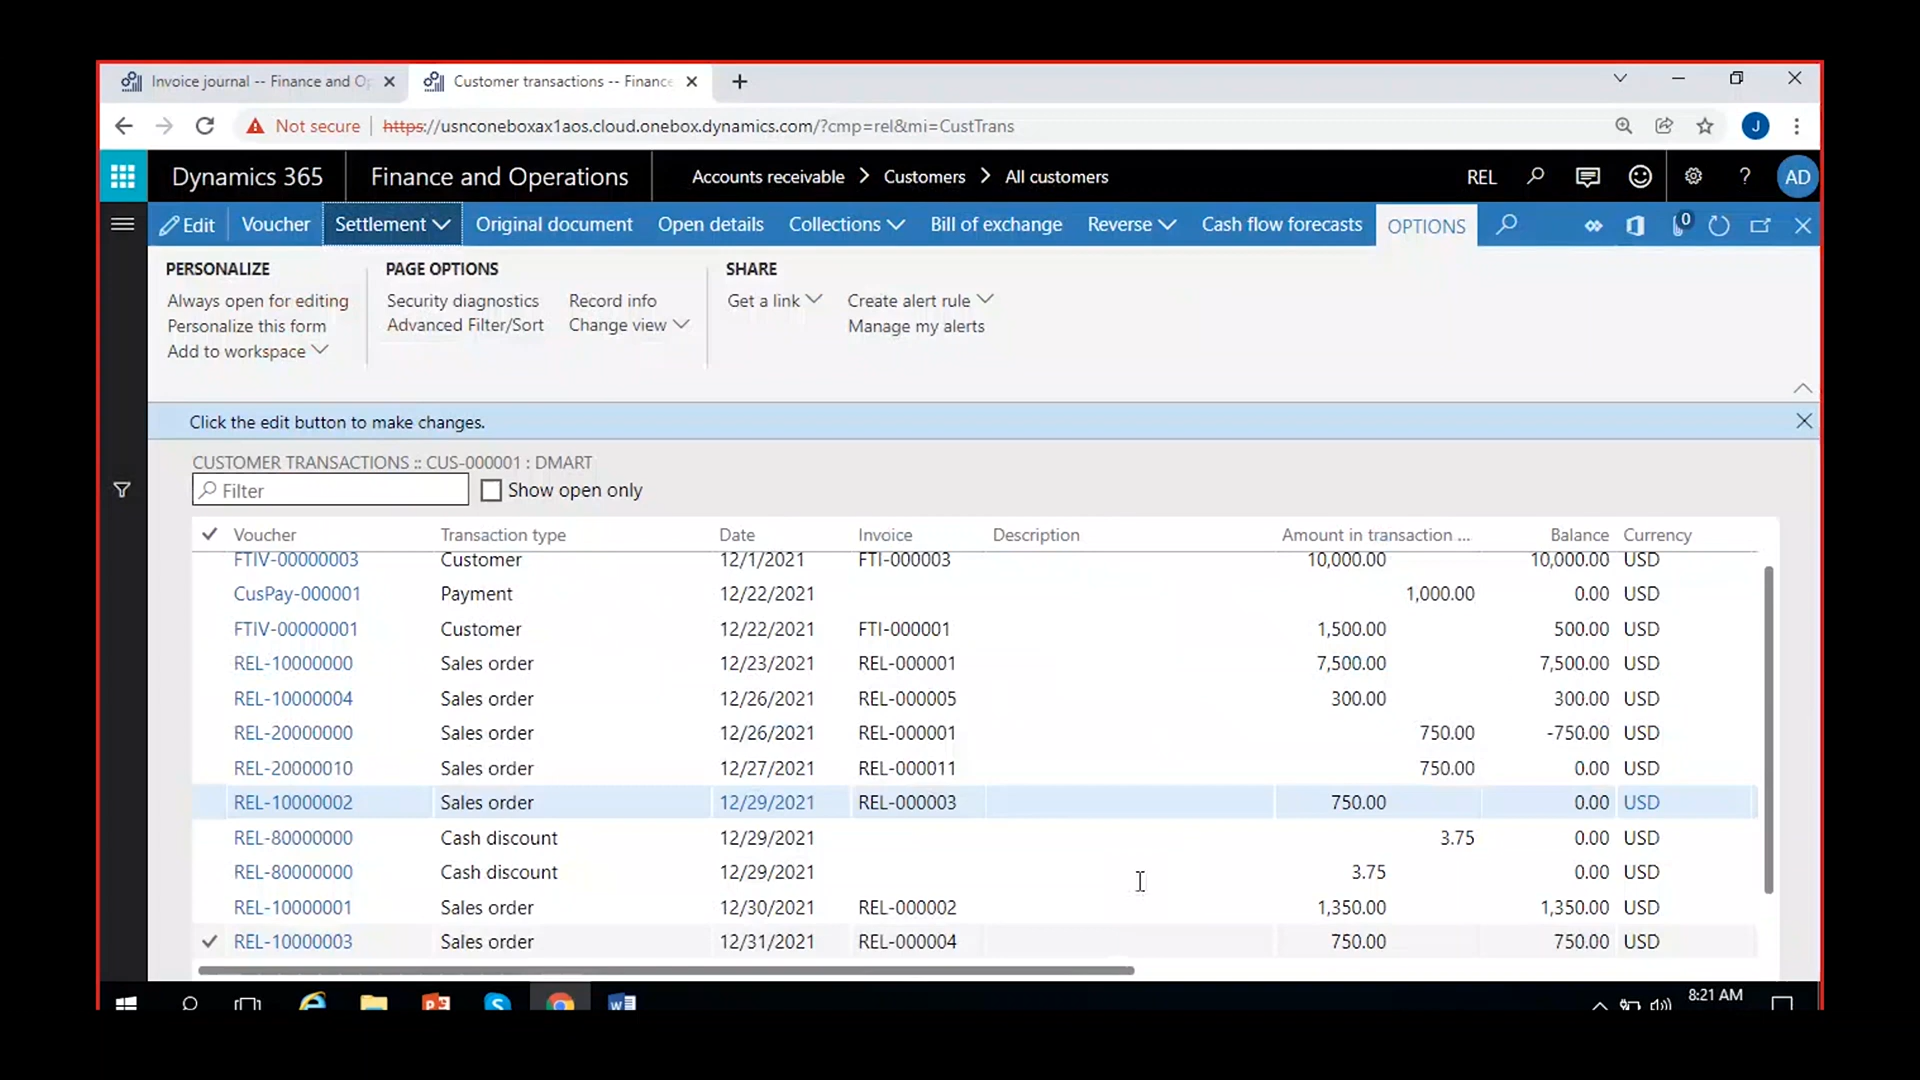 Invoice journal -- Finance and Op
Customer transactions -- Finance
Not secure https://usnconeboxax1aos.cloud.onebox.dynamics.com/?cmp=rel&mi=CustTrans J
Dynamics 365 Finance and Operations Accounts receivable > Customers > All customers REL ? AD
Edit Voucher Settlement Original document Open details Collections Bill of exchange Reverse Cash flow forecasts OPTIONS 0
PERSONALIZE PAGE OPTIONS SHARE
Always open for editing Security diagnostics Record info Get a link Create alert rule
Personalize this form Advanced Filter/Sort Change view Manage my alerts
Add to workspace
Click the edit button to make changes.
CUSTOMER TRANSACTIONS :: CUS-000001 : DMART
Filter Show open only
Voucher Transaction type Date Invoice Description Amount in transaction ... Balance Currency
FTIV-00000003 Customer 12/1/2021 FTI-000003 10,000.00 10,000.00 USD
CusPay-000001 Payment 12/22/2021 1,000.00 0.00 USD
FTIV-00000001 Customer 12/22/2021 FTI-000001 1,500.00 500.00 USD
REL-10000000 Sales order 12/23/2021 REL-000001 7,500.00 7,500.00 USD
REL-10000004 Sales order 12/26/2021 REL-000005 300.00 300.00 USD
REL-20000000 Sales order 12/26/2021 REL-000001 750.00 -750.00 USD
REL-20000010 Sales order 12/27/2021 REL-000011 750.00 0.00 USD
REL-10000002 Sales order 12/29/2021 REL-000003 750.00 0.00 USD
REL-80000000 Cash discount 12/29/2021 3.75 0.00 USD
REL-80000000 Cash discount 12/29/2021 3.75 0.00 USD
REL-10000001 Sales order 12/30/2021 REL-000002 1,350.00 1,350.00 USD
REL-10000003 Sales order 12/31/2021 REL-000004 750.00 750.00 USD
8:21 AM